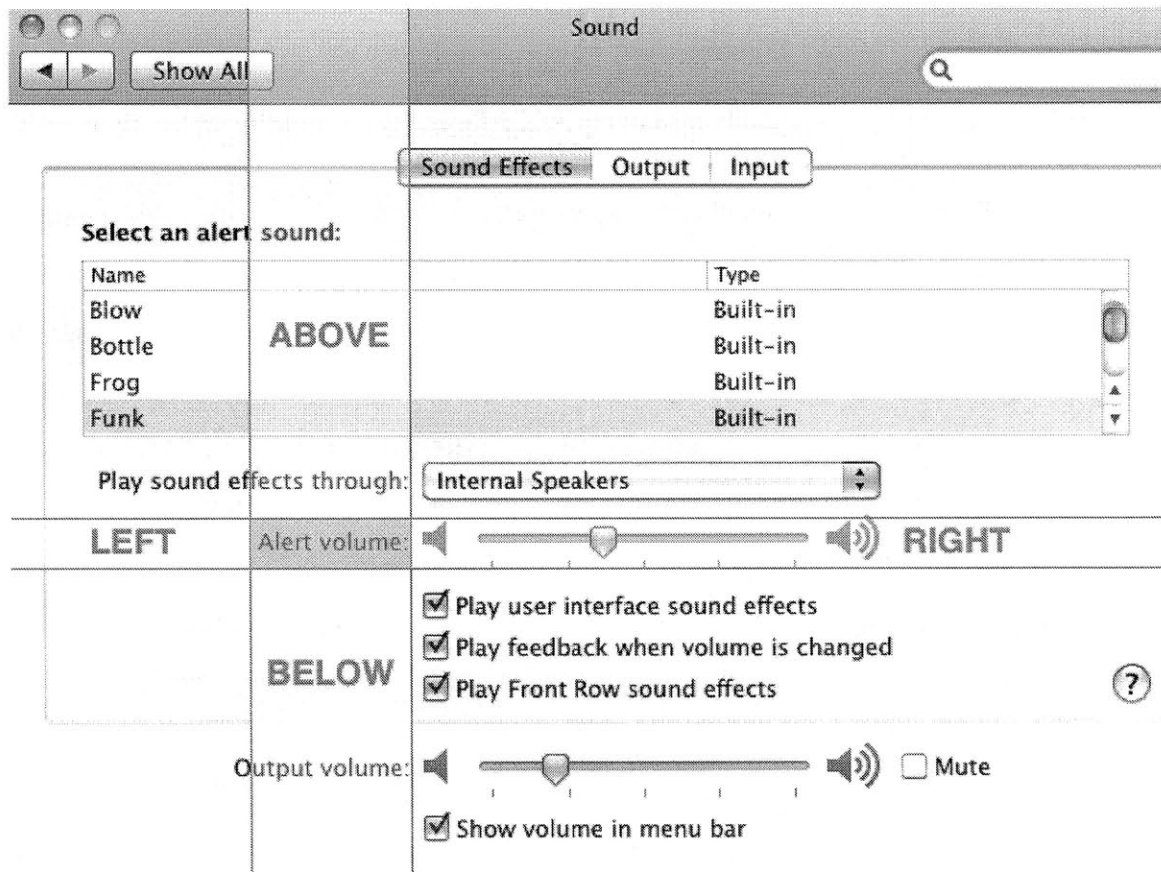 Sound
Show All
Sound Effects Output Input
Select an alert sound:
Name Type
Blow Built-in
Bottle Built-in
ABOVE
Frog Built-in
Funk Built-in
Play sound effects through: Internal Speakers
LEFT Alert volume: RIGHT
Play user interface sound effects
Play feedback when volume is changed
BELOW
Play Front Row sound effects
?
Output volume: Mute
Show volume in menu bar